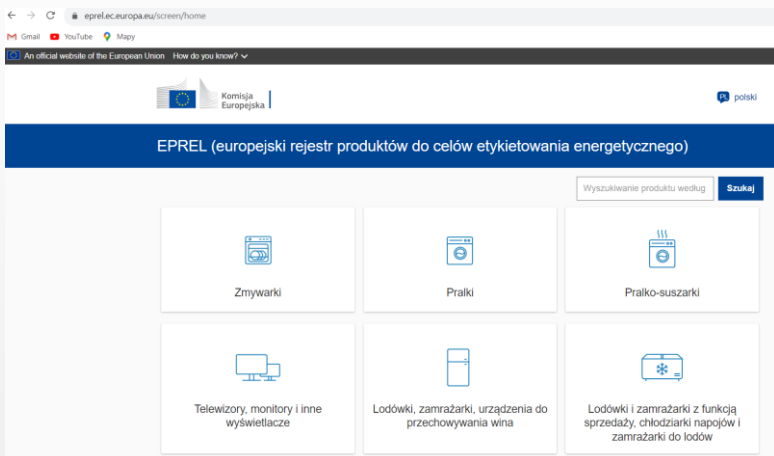 eprel.ec.europa.eu/screen/home
Gmail YouTube Mapy
An official website of the European Union How do you know?
Komisja
Europejska
PL polski
EPREL (europejski rejestr produktów do celów etykietowania energetycznego)
Wyszukiwanie produktu według Szukaj
Zmywarki
Pralki
Pralko-suszarki
Telewizory, monitory i inne
wyświetlacze
Lodówki, zamrażarki, urządzenia do
przechowywania wina
Lodówki i zamrażarki z funkcją
sprzedaży, chłodziarki napojów i
zamrażarki do lodów